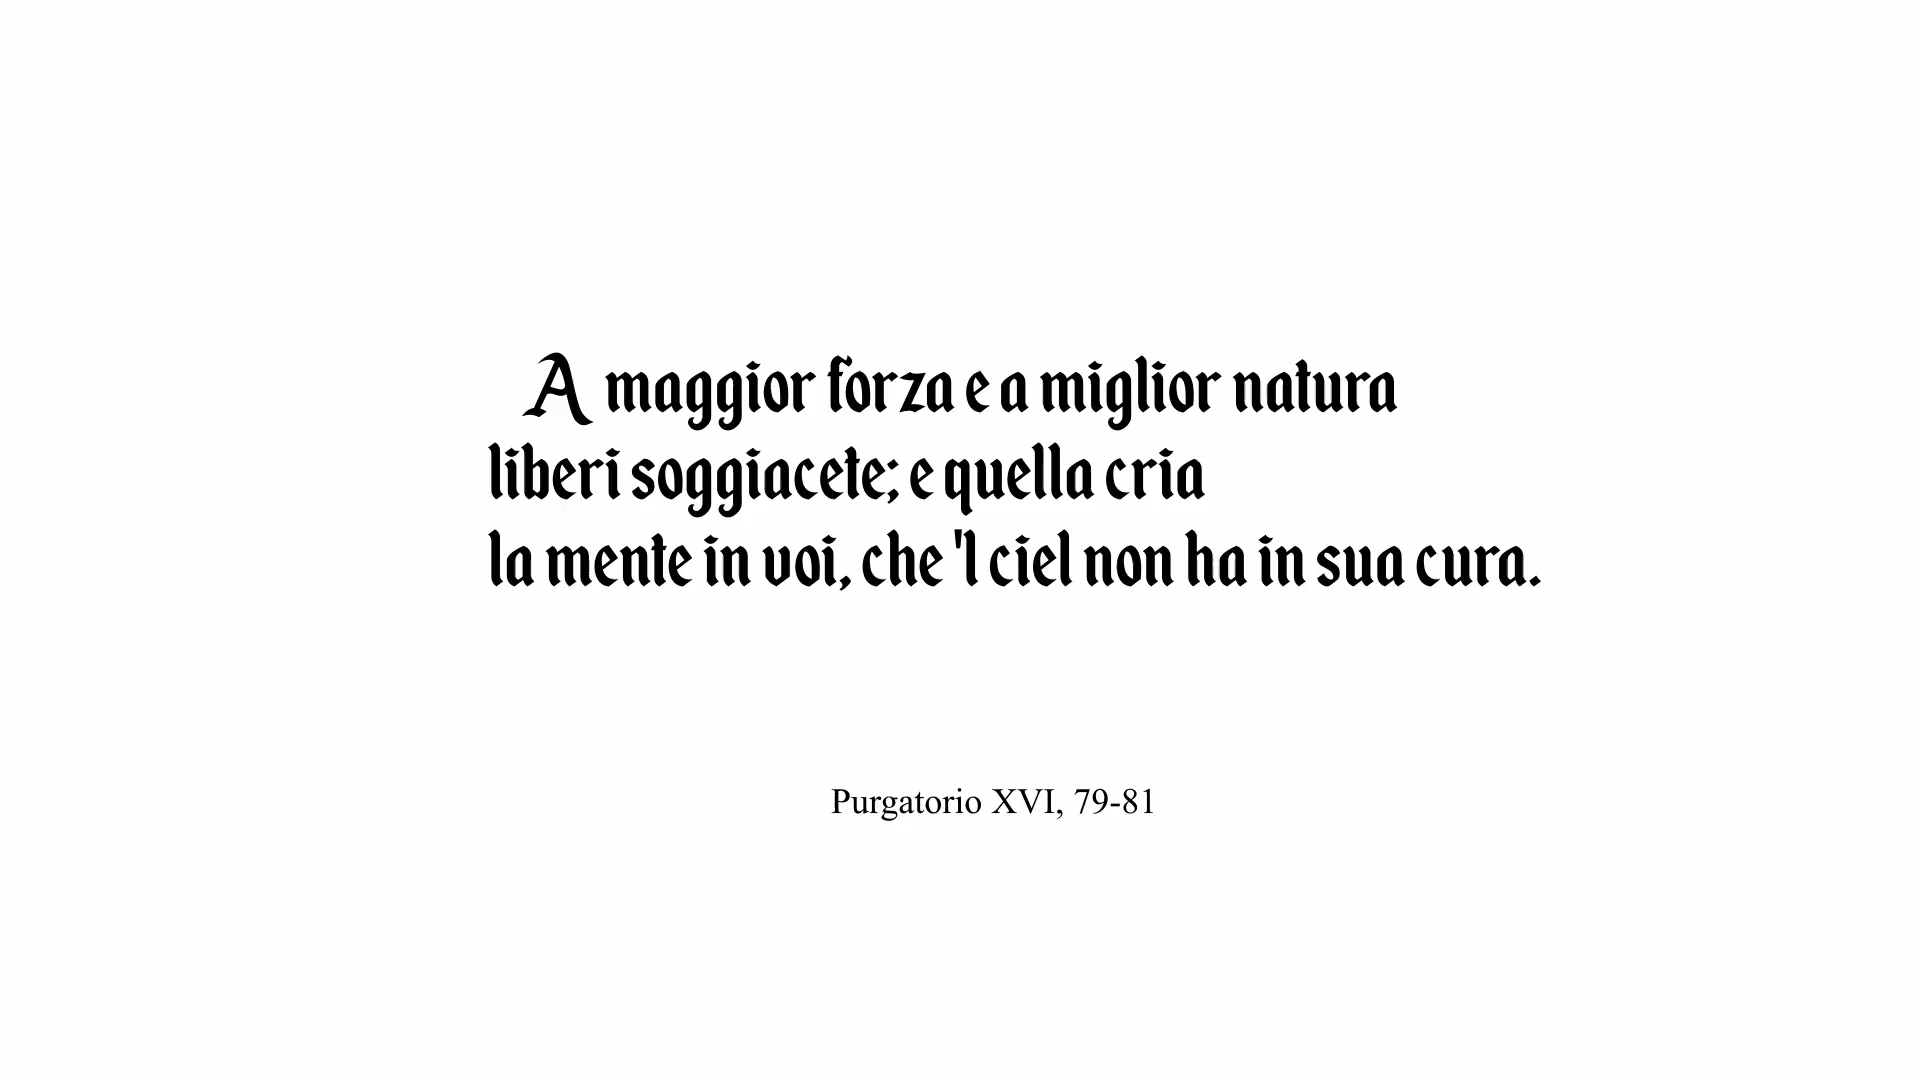 A maggior forza e a miglior natura
liberi soggiacete; e quella cria
la mente in voi, che 'l ciel non ha in sua cura.
Purgatorio XVI, 79-81